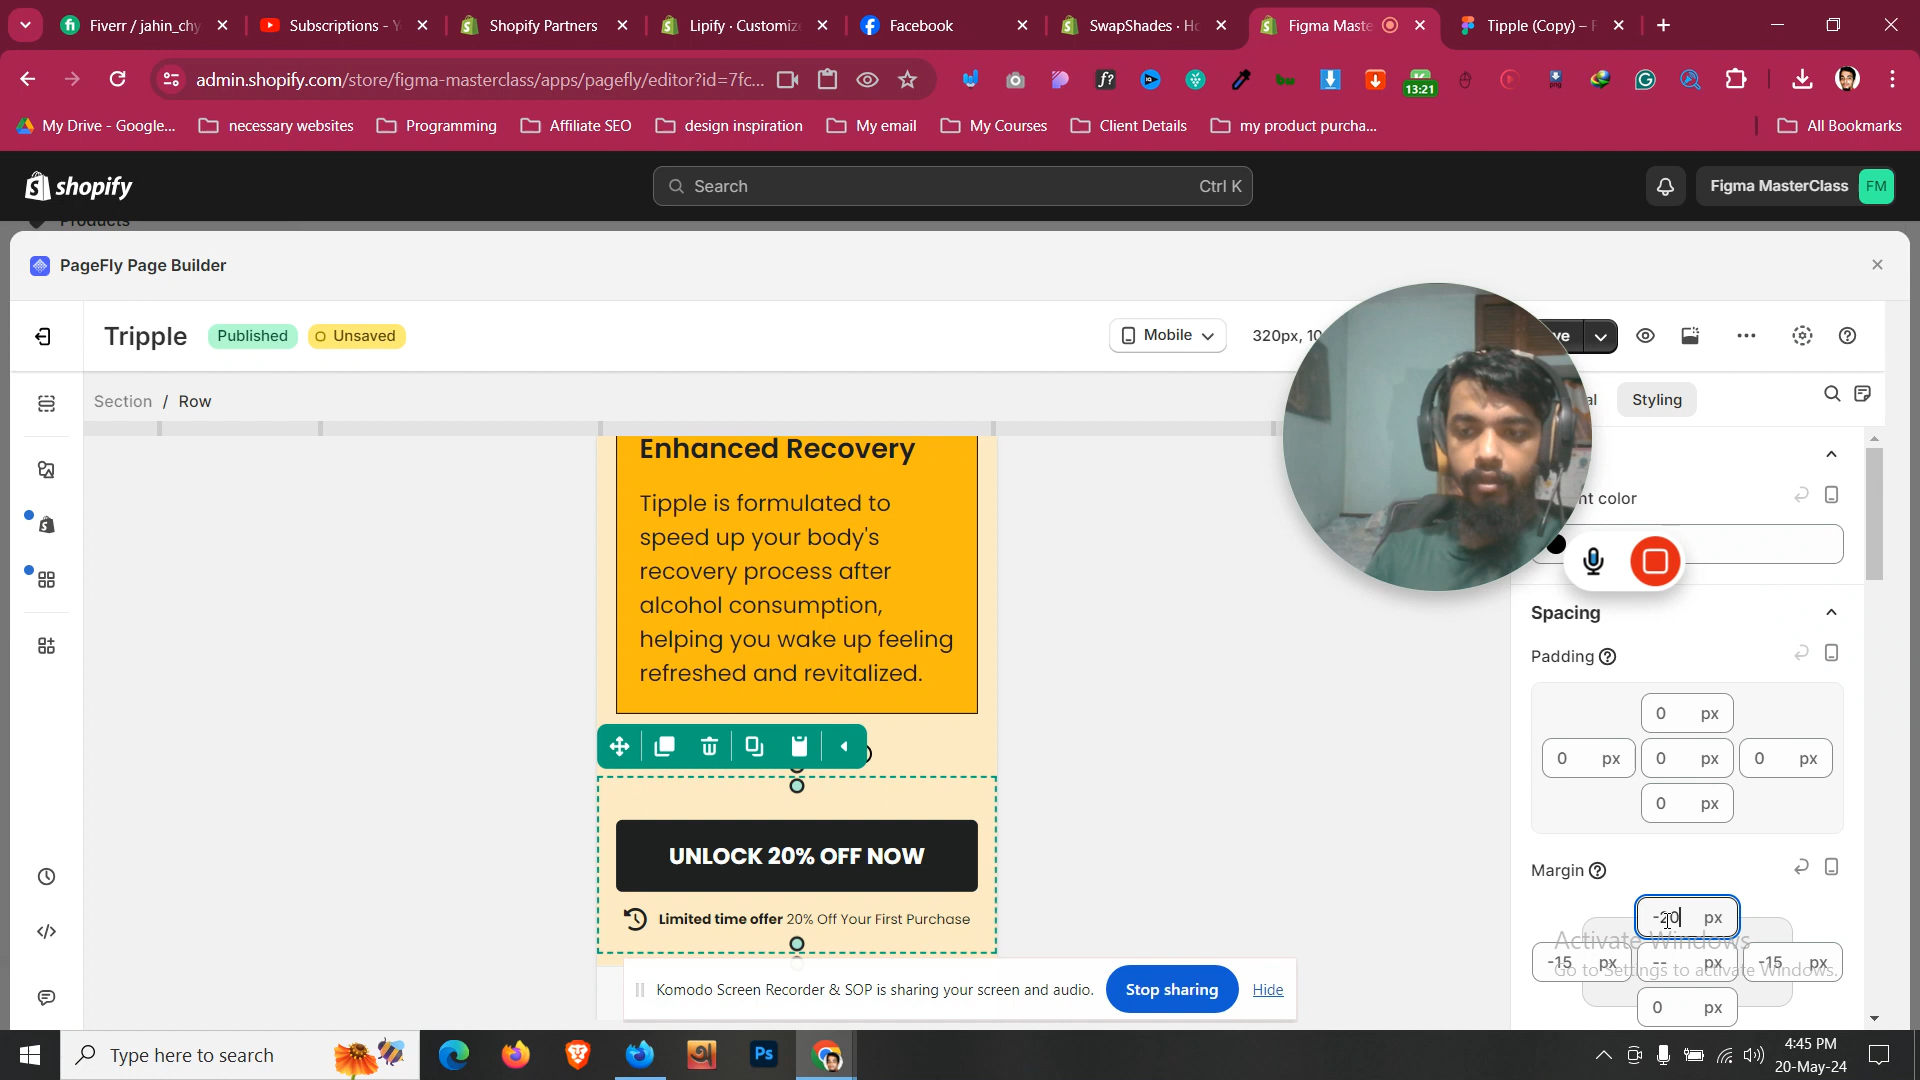 Fiverr / jahin_chy
Subscriptions - Y
Shopify Partners
Lipify · Customize
Facebook
SwapShades · Ho
Figma Maste
Tipple (Copy) – F
admin.shopify.com/store/figma-masterclass/apps/pagefly/editor?id=7fc...
13:21
My Drive - Google...
necessary websites
Programming
Affiliate SEO
design inspiration
My email
My Courses
Client Details
my product purcha...
All Bookmarks
shopify
Search
Ctrl K
Figma MasterClass
FM
Products
PageFly Page Builder
Tripple
Published
Unsaved
Mobile
320px, 10
ve
Section / Row
al
Styling
Enhanced Recovery
Tipple is formulated to
speed up your body's
recovery process after
alcohol consumption,
helping you wake up feeling
refreshed and revitalized.
nt color
Spacing
Padding
0 px
0 px
0 px
0 px
0 px
Margin
-20 px
-15 px
-- px
-15 px
0 px
UNLOCK 20% OFF NOW
Limited time offer 20% Off Your First Purchase
Activate Windows
Go to Settings to activate Windows.
Komodo Screen Recorder & SOP is sharing your screen and audio.
Stop sharing
Hide
Type here to search
Ps
4:45 PM
20-May-24